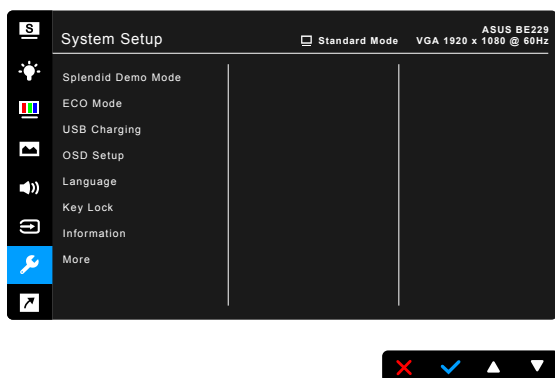 S
System Setup
Standard Mode
ASUS BE229
VGA 1920 x 1080 @ 60Hz
Splendid Demo Mode
ECO Mode
USB Charging
OSD Setup
Language
Key Lock
Information
More